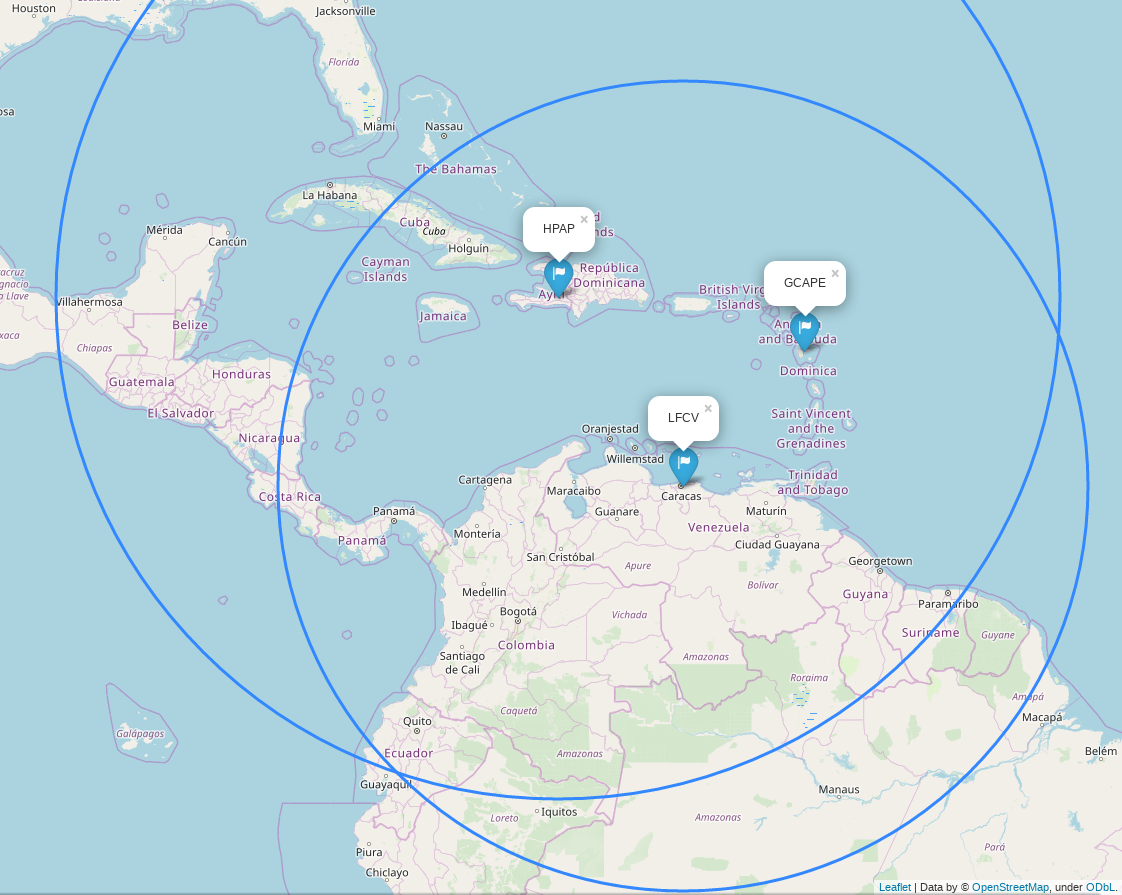 Houston
Jacksonville
Florida
Miami
Nassau
The Bahamas
La Habana
Cuba
Cuba
Holguín
Mérida
Cancún
Cayman
Islands
HPAP
×
República
Dominicana
Jamaica
British Virg
Islands
GCAPE
×
and Ba
uda
Dominica
Villahermosa
Belize
Chiapas
Guatemala
Honduras
El Salvador
Nicaragua
Costa Rica
Panamá
Panamá
LFCV
×
Oranjestad
Willemstad
Saint Vincent
and the
Grenadines
Trinidad
and Tobago
Cartagena
Maracaibo
Caracas
Guanare
Maturín
Venezuela
Montería
San Cristóbal
Apure
Ciudad Guayana
Bolívar
Georgetown
Guyana
Paramaribo
Suriname
Guyane
Medellín
Bogotá
Ibagué
Colombia
Vichada
Santiago
de Cali
Amazonas
Roraima
Amapá
Macapá
Belém
Caquetá
Amazonas
Quito
Ecuador
Galápagos
Guayaquil
Iquitos
Loreto
Manaus
Amazonas
Pará
Piura
Chiclayo
Leaflet | Data by © OpenStreetMap, under ODbL.